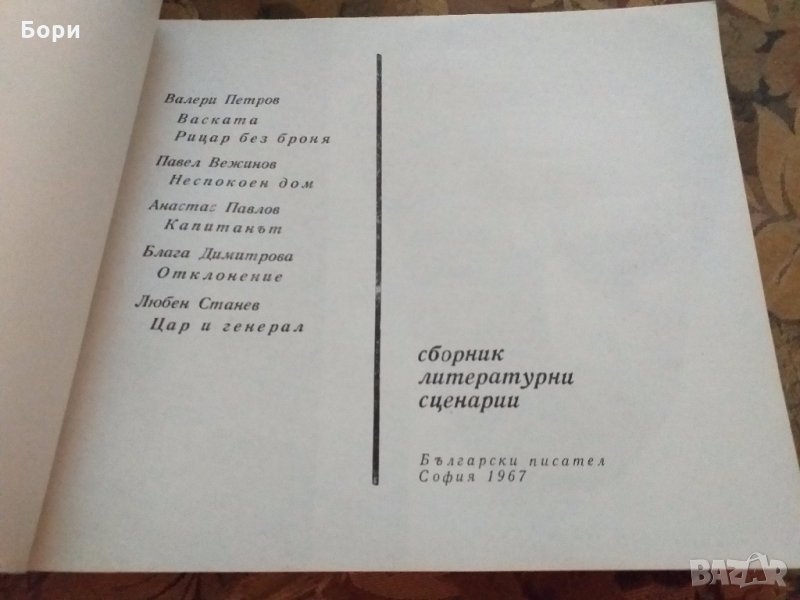 Бори
Валери Петров
Васката
Рицар без броня
Павел Вежинов
Неспокоен дом
Анастас Павлов
Капитанът
Блага Димитрова
Отклонение
Любен Станев
Цар и генерал
сборник
литературни
сценарии
Български писател
София 1967
BAZAR